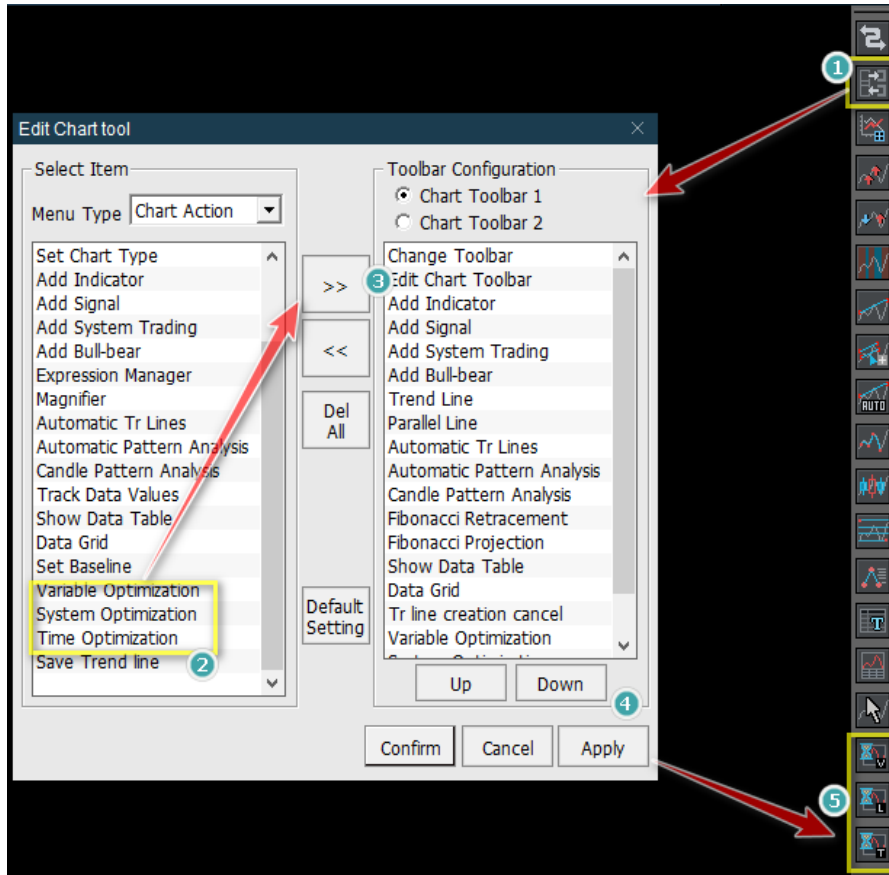 1
Edit Chart tool
Select Item
Menu Type Chart Action
Set Chart Type
Add Indicator
Add Signal
Add System Trading
Add Bull-bear
Expression Manager
Magnifier
Automatic Tr Lines
Automatic Pattern Analysis
Candle Pattern Analysis
Track Data Values
Show Data Table
Data Grid
Set Baseline
Variable Optimization
System Optimization
Time Optimization
Save Trend line
2
>>
3
<<
Del
All
Default
Setting
Toolbar Configuration
Chart Toolbar 1
Chart Toolbar 2
Change Toolbar
Edit Chart Toolbar
Add Indicator
Add Signal
Add System Trading
Add Bull-bear
Trend Line
Parallel Line
Automatic Tr Lines
Automatic Pattern Analysis
Candle Pattern Analysis
Fibonacci Retracement
Fibonacci Projection
Show Data Table
Data Grid
Tr line creation cancel
Variable Optimization
Up
Down
4
Confirm
Cancel
Apply
AUTO
T
5
V
L
T